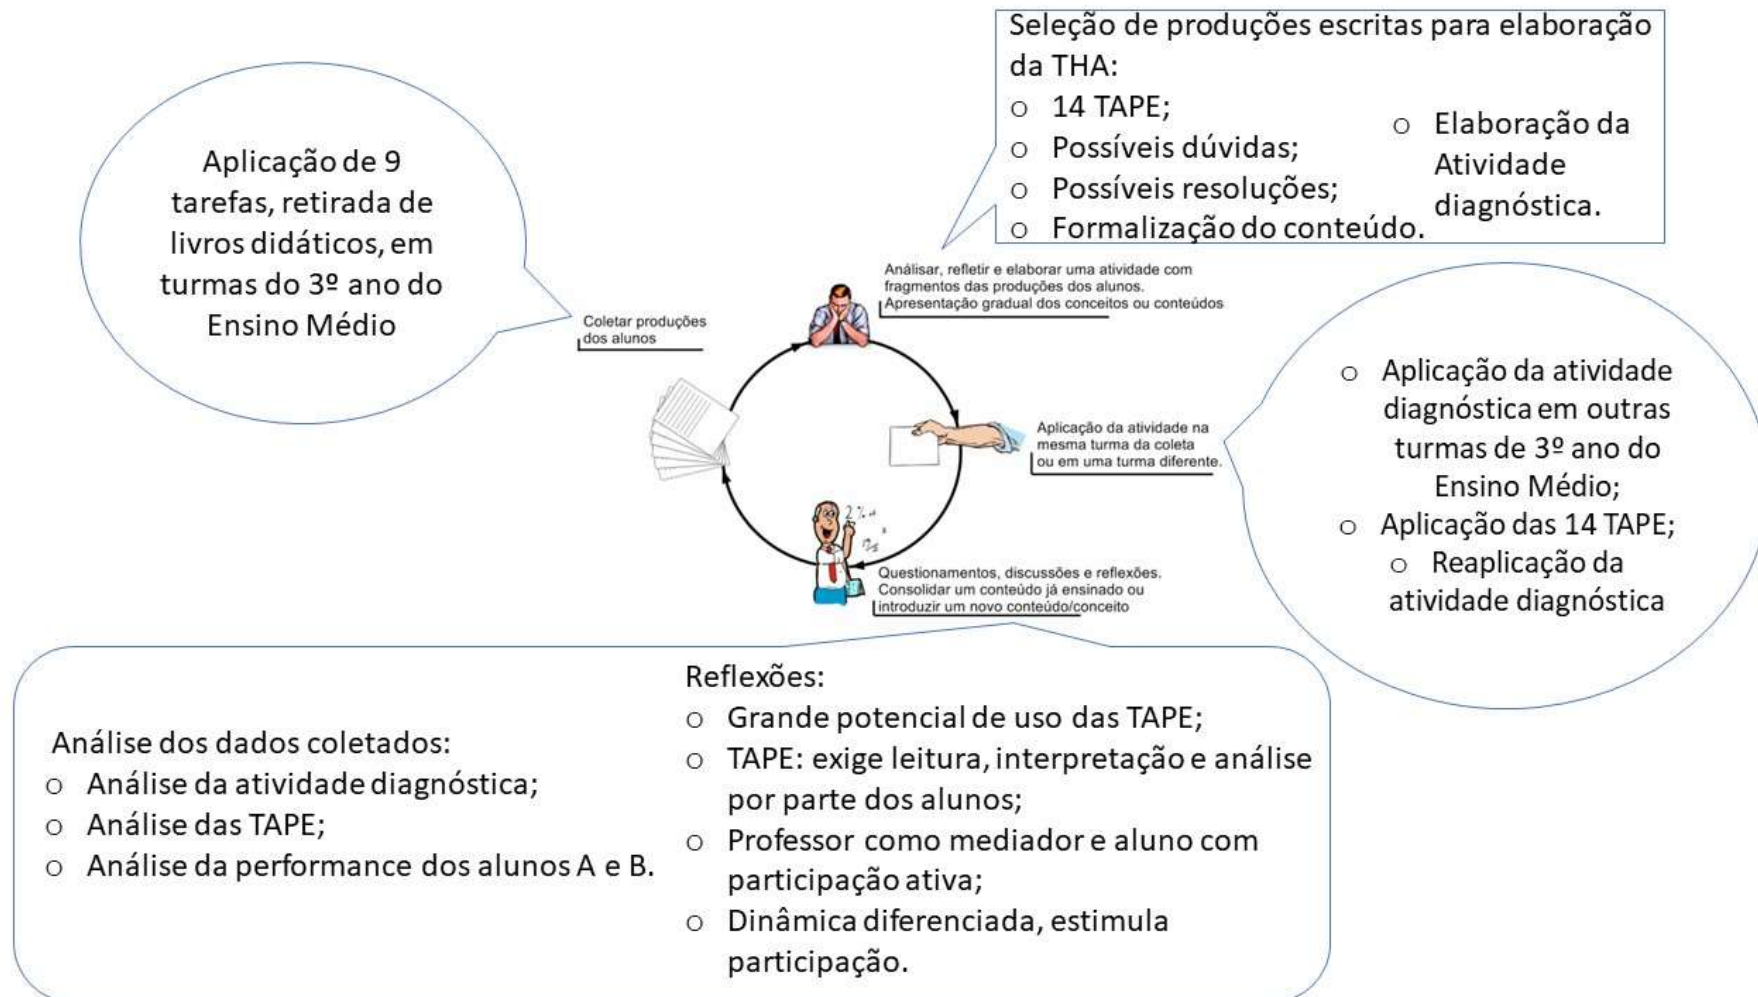 Seleção de produções escritas para elaboração
da THA:
o 14 TAPE;
o Possíveis dúvidas;
o Possíveis resoluções;
o Formalização do conteúdo.
o Elaboração da
Atividade
diagnóstica.
Aplicação de 9
tarefas, retirada de
livros didáticos, em
turmas do 3º ano do
Ensino Médio
Análisar, refletir e elaborar uma atividade com
fragmentos das produções dos alunos.
Apresentação gradual dos conceitos ou conteúdos
Coletar produções
dos alunos
Aplicação da atividade na
mesma turma da coleta
ou em uma turma diferente.
o Aplicação da atividade
diagnóstica em outras
turmas de 3º ano do
Ensino Médio;
o Aplicação das 14 TAPE;
o Reaplicação da
atividade diagnóstica
Questionamentos, discussões e reflexões.
Consolidar um conteúdo já ensinado ou
introduzir um novo conteúdo/conceito
Análise dos dados coletados:
o Análise da atividade diagnóstica;
o Análise das TAPE;
o Análise da performance dos alunos A e B.
Reflexões:
o Grande potencial de uso das TAPE;
o TAPE: exige leitura, interpretação e análise
por parte dos alunos;
o Professor como mediador e aluno com
participação ativa;
o Dinâmica diferenciada, estimula
participação.